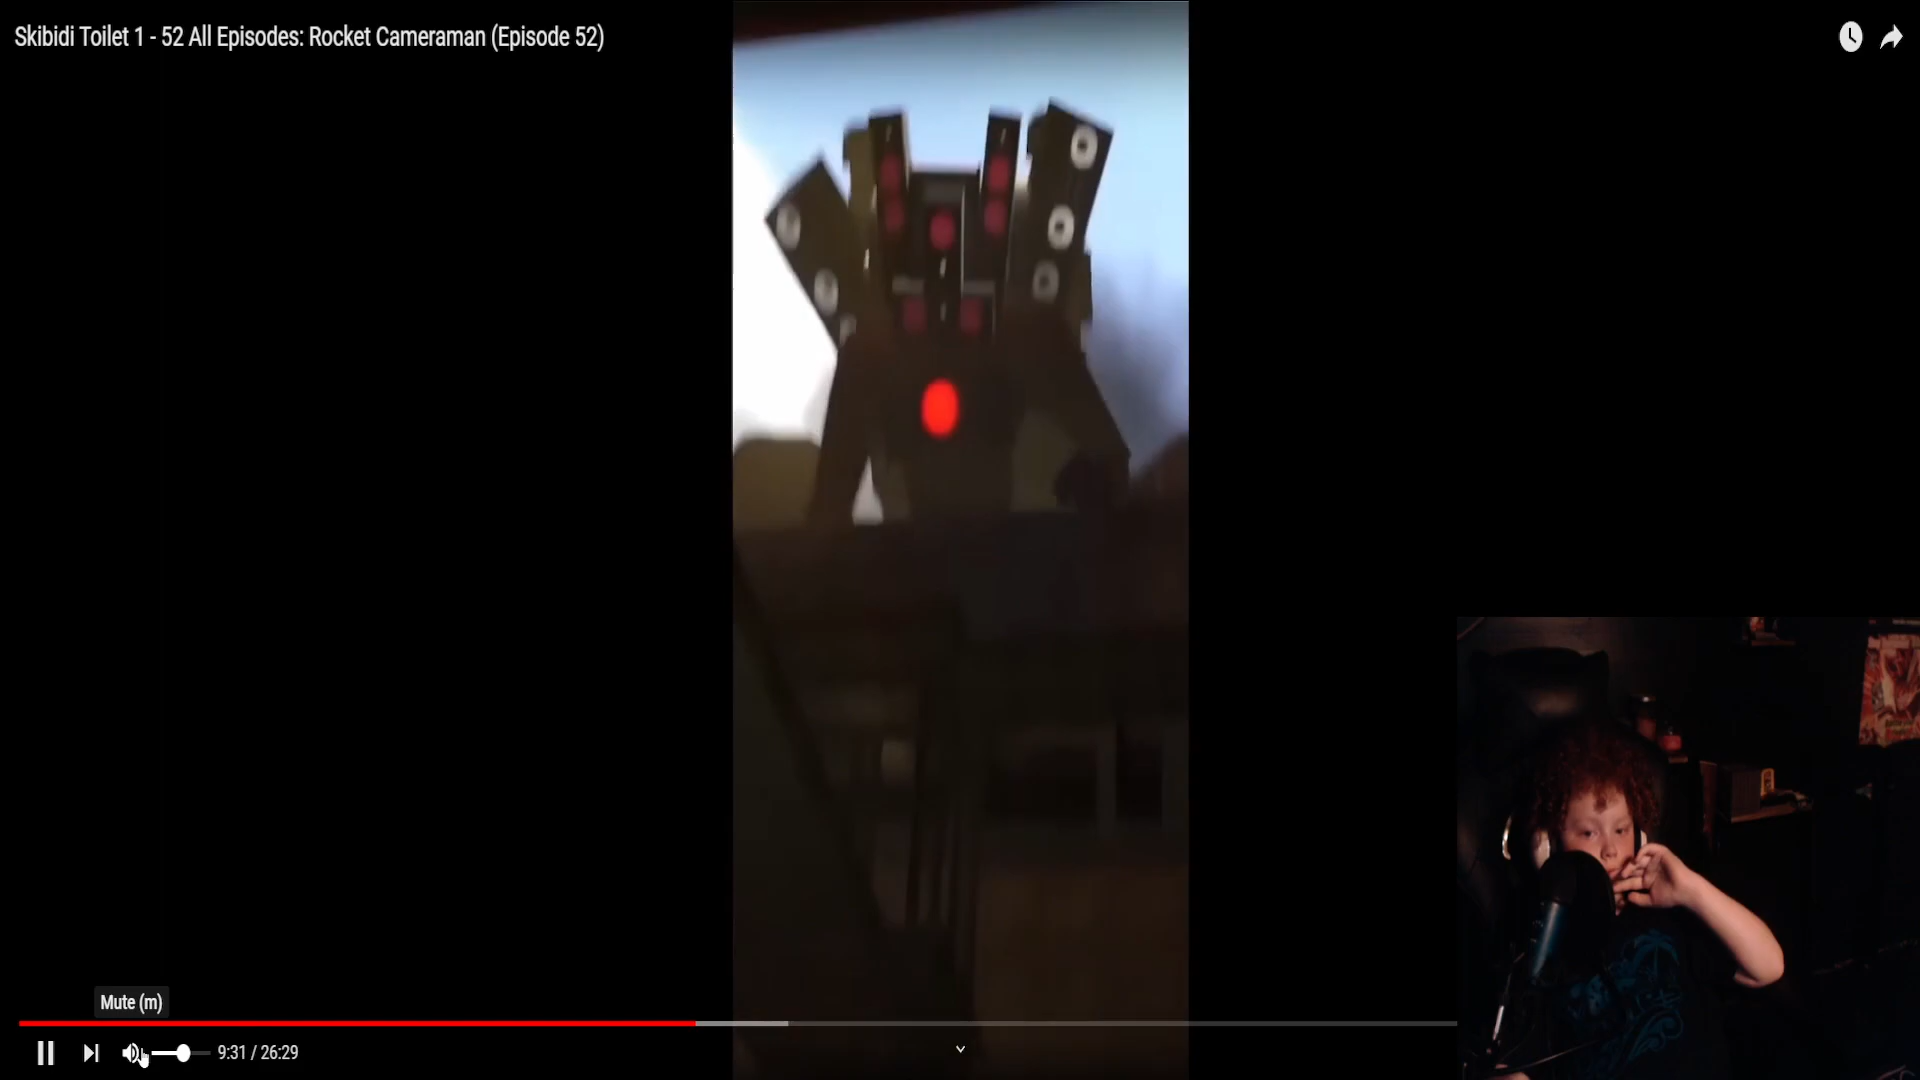 Skibidi Toilet 1 - 52 All Episodes: Rocket Cameraman (Episode 52)
Mute (m)
9:31 / 26:29